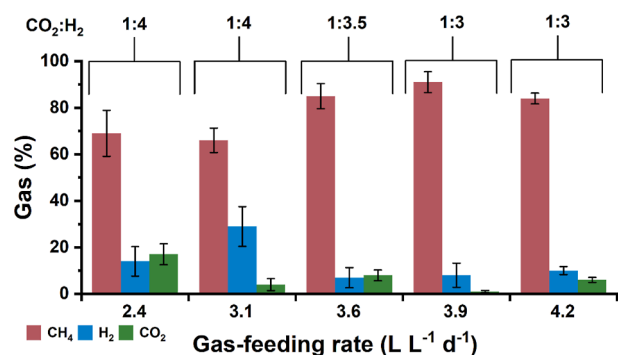 CO₂:H₂ 1:4 1:4 1:3.5 1:3 1:3
100
80
60
40
20
0
Gas (%)
2.4 3.1 3.6 3.9 4.2
CH₄ H₂ CO₂
Gas-feeding rate (L L⁻¹ d⁻¹)